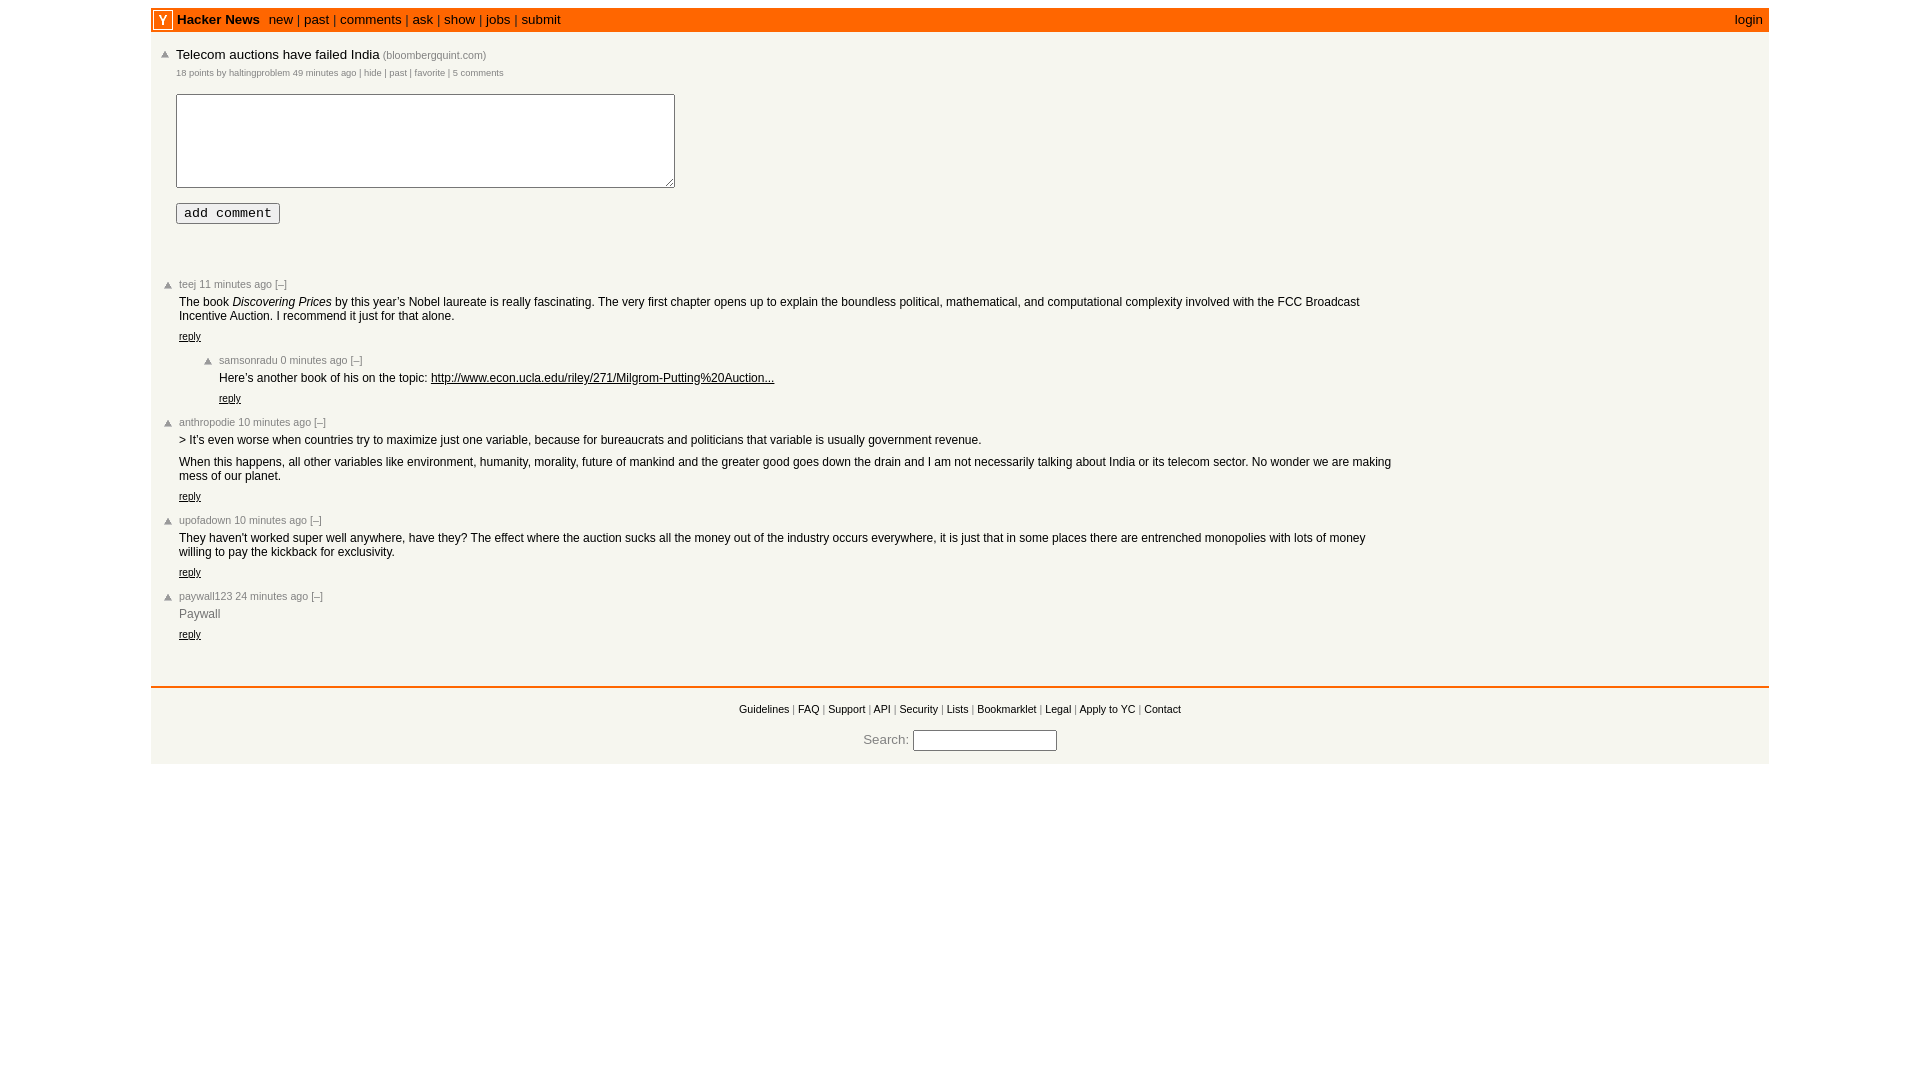 Y Hacker News new | past | comments | ask | show | jobs | submit login
Telecom auctions have failed India (bloombergquint.com)
18 points by haltingproblem 49 minutes ago | hide | past | favorite | 5 comments
add comment
teej 11 minutes ago [–]
The book Discovering Prices by this year’s Nobel laureate is really fascinating. The very first chapter opens up to explain the boundless political, mathematical, and computational complexity involved with the FCC Broadcast
Incentive Auction. I recommend it just for that alone.
reply
samsonradu 0 minutes ago [–]
Here’s another book of his on the topic: http://www.econ.ucla.edu/riley/271/Milgrom-Putting%20Auction...
reply
anthropodie 10 minutes ago [–]
> It’s even worse when countries try to maximize just one variable, because for bureaucrats and politicians that variable is usually government revenue.
When this happens, all other variables like environment, humanity, morality, future of mankind and the greater good goes down the drain and I am not necessarily talking about India or its telecom sector. No wonder we are making
mess of our planet.
reply
upofadown 10 minutes ago [–]
They haven't worked super well anywhere, have they? The effect where the auction sucks all the money out of the industry occurs everywhere, it is just that in some places there are entrenched monopolies with lots of money
willing to pay the kickback for exclusivity.
reply
paywall123 24 minutes ago [–]
Paywall
reply
Guidelines | FAQ | Support | API | Security | Lists | Bookmarklet | Legal | Apply to YC | Contact
Search: